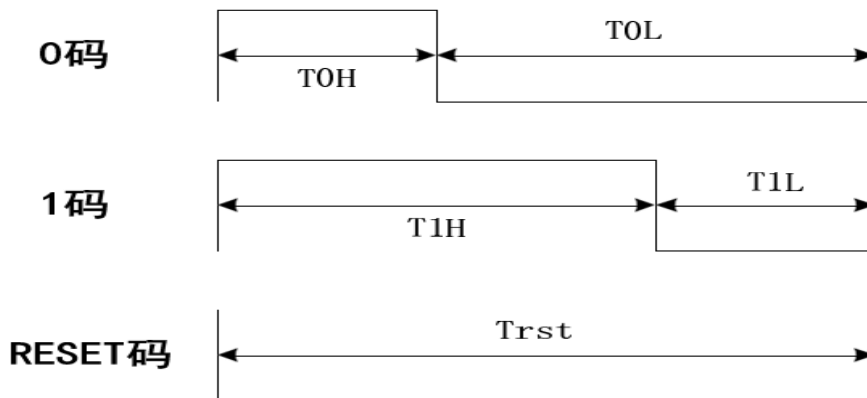 0码
T0H
T0L
1码
T1H
T1L
RESET码
Trst